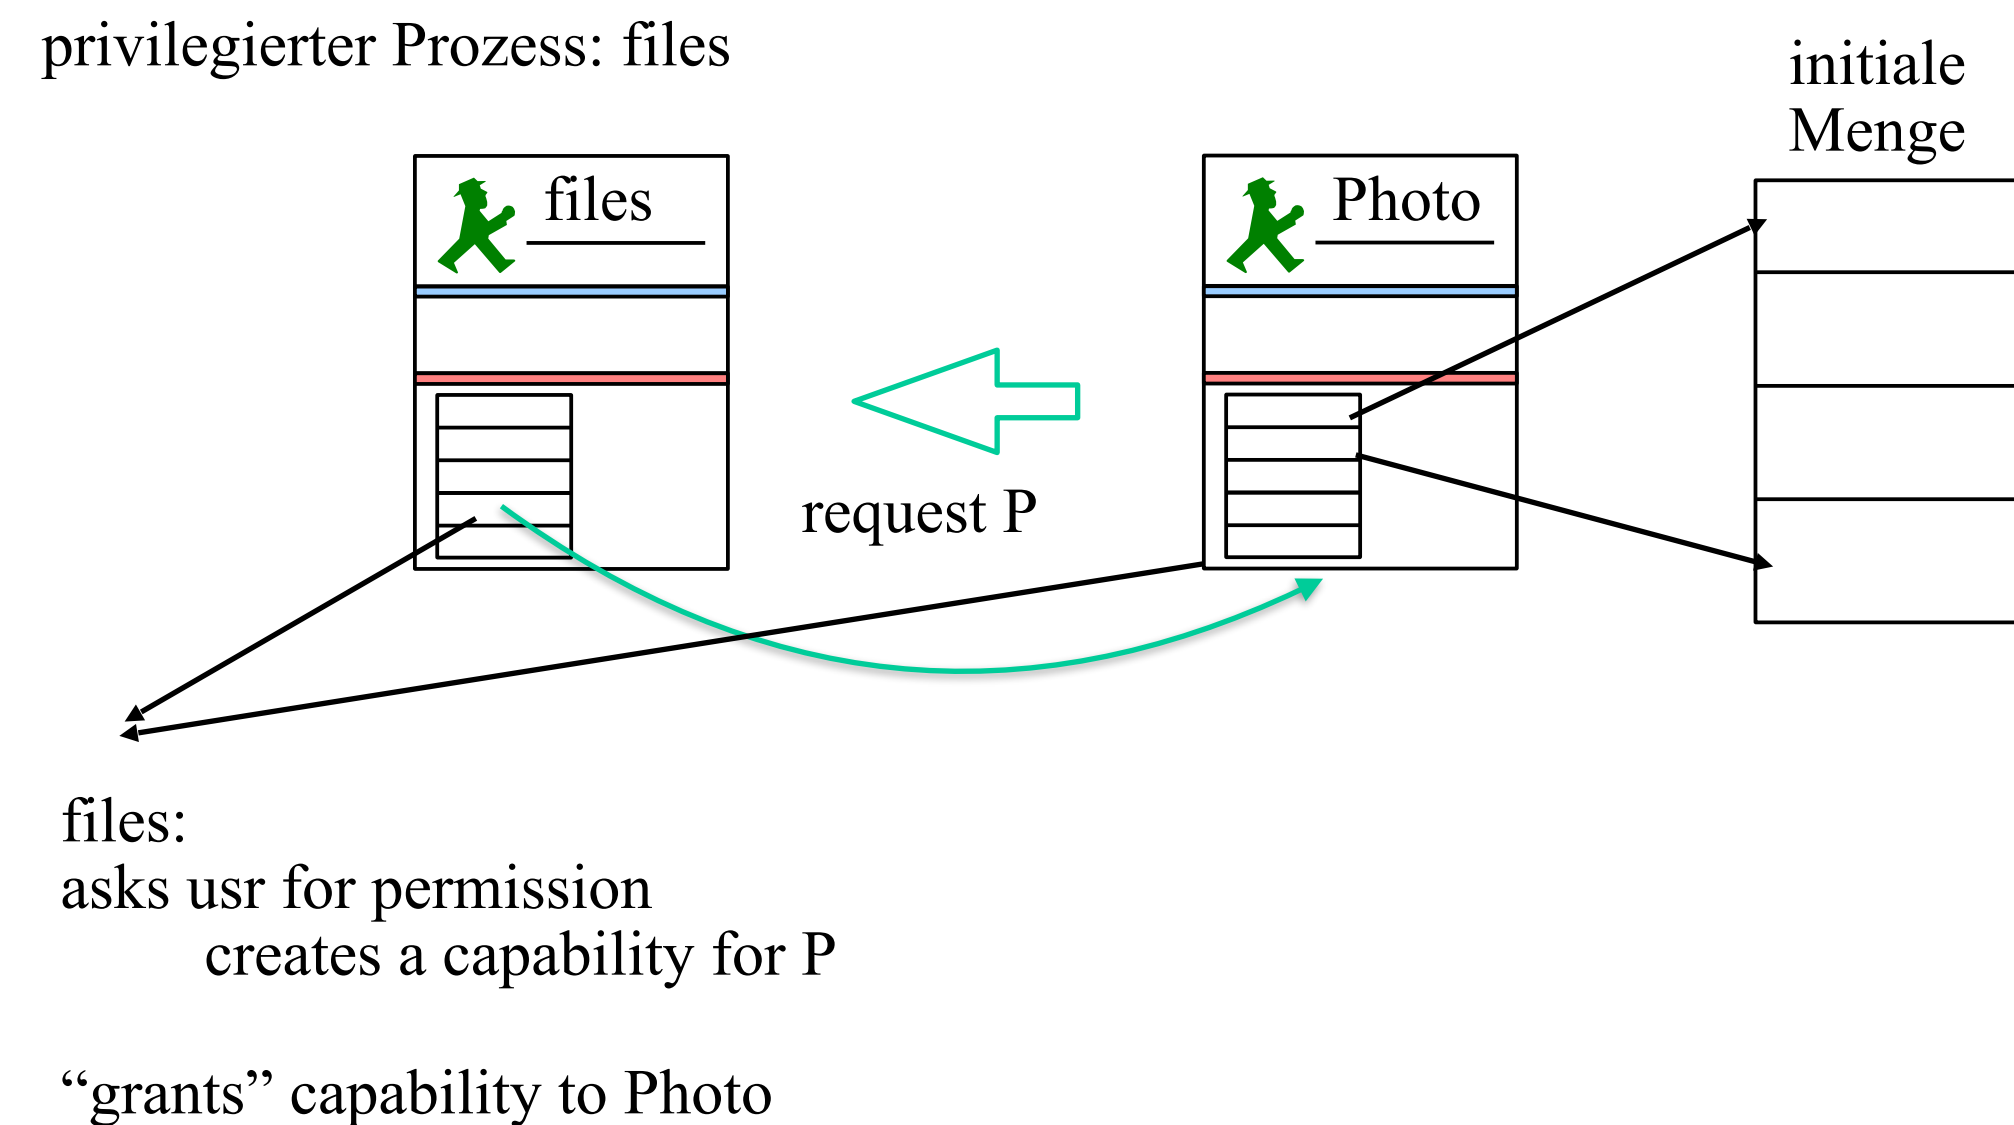 privilegierter Prozess: files
initiale
Menge
files
Photo
request P
files:
asks usr for permission
creates a capability for P
“grants” capability to Photo